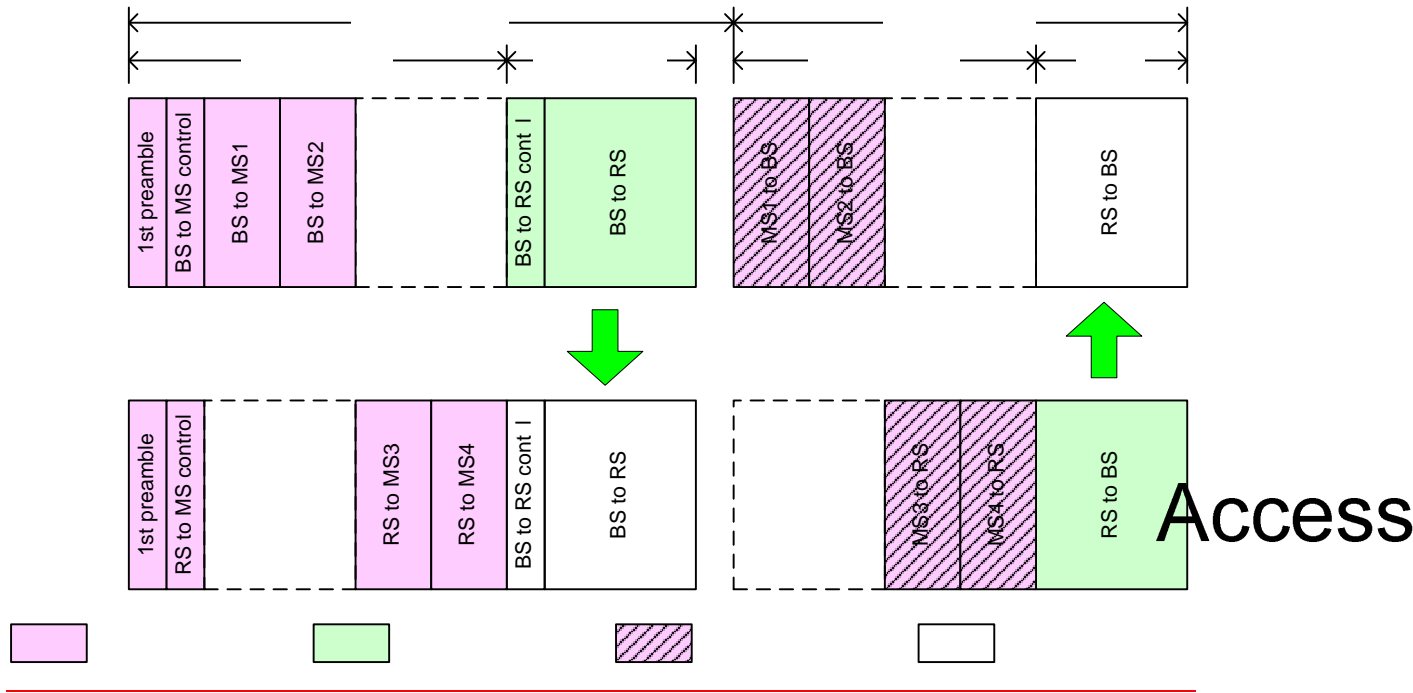 1st preamble
BS to MS control
BS to MS1
BS to MS2
BS to RS cont l
BS to RS
MS1 to BS
MS2 to BS
RS to BS
1st preamble
RS to MS control
RS to MS3
RS to MS4
BS to RS cont l
BS to RS
MS3 to RS
MS4 to RS
RS to BS
Access